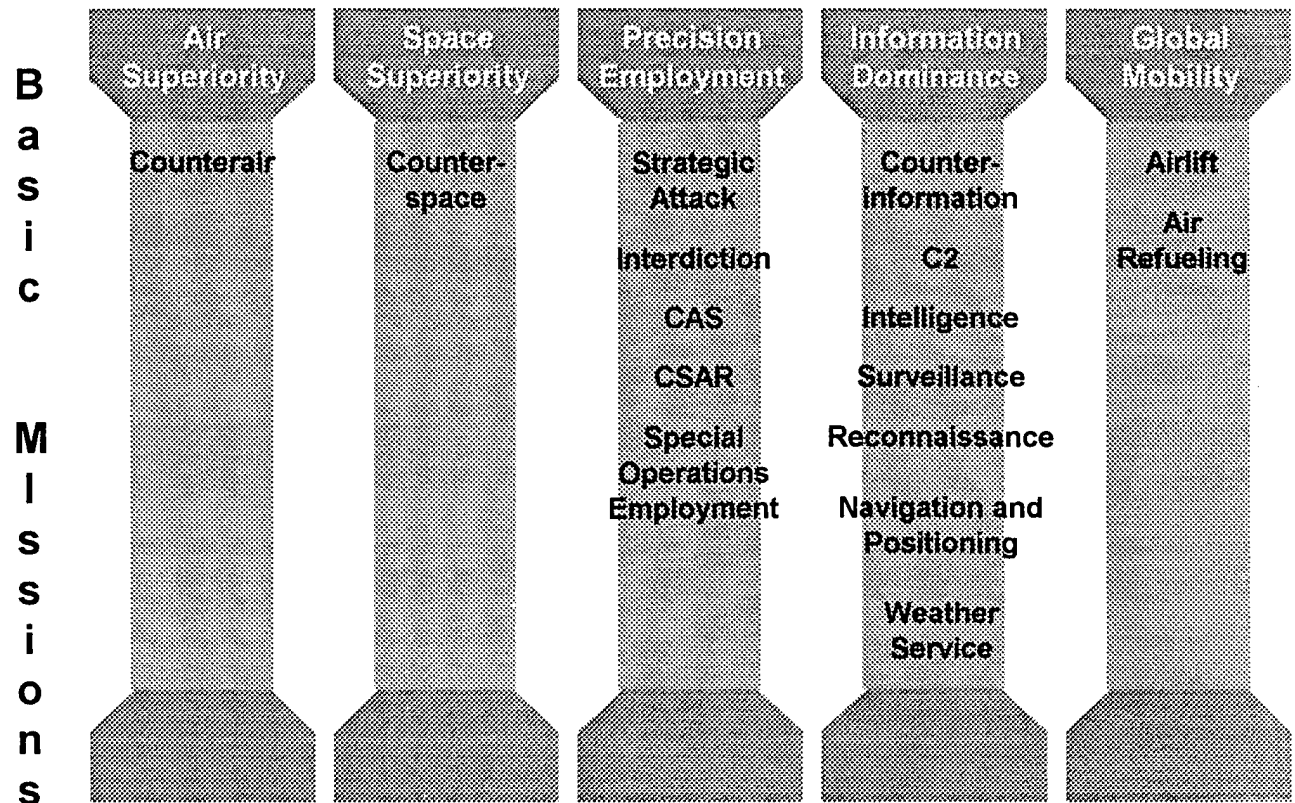 Basic Missions
Air
Superiority
Counterair
Space
Superiority
Counter-
space
Precision
Employment
Strategic
Attack
Interdiction
CAS
CSAR
Special
Operations
Employment
Information
Dominance
Counter-
information
C2
Intelligence
Surveillance
Reconnaissance
Navigation and
Positioning
Weather
Service
Global
Mobility
Airlift
Air
Refueling